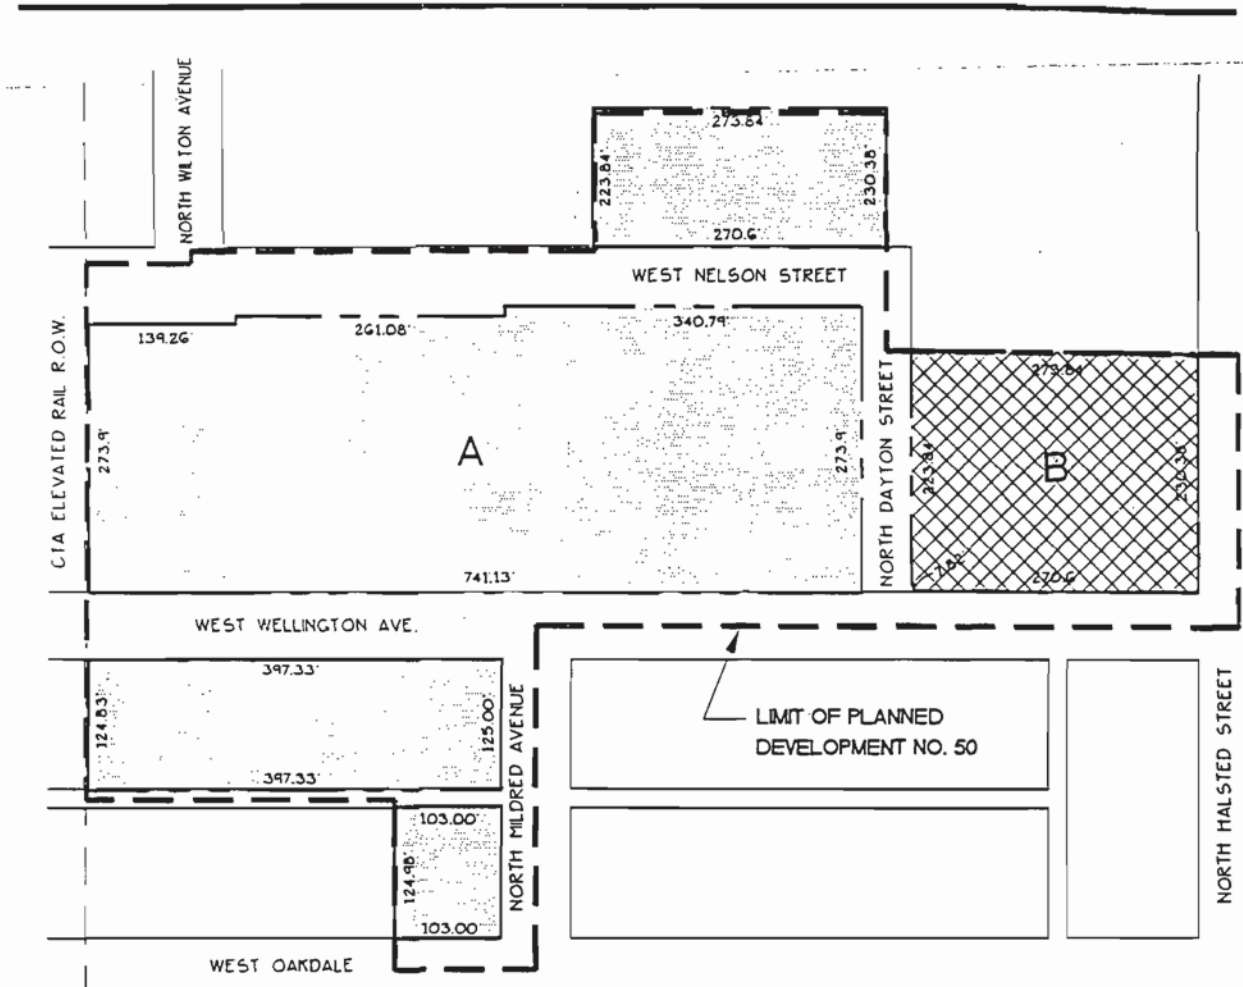 NORTH WILTON AVENUE
273.84'
223.84'
230.38'
270.6'
WEST NELSON STREET
139.26'
261.08'
340.79'
CTA ELEVATED RAIL R.O.W.
273.9'
A
273.9'
NORTH DAYTON STREET
273.84
223.84'
B
230.38'
7.52'
270.6'
741.13'
WEST WELLINGTON AVE.
397.33'
124.83'
125.00'
397.33'
NORTH MILDRED AVENUE
LIMIT OF PLANNED
DEVELOPMENT NO. 50
NORTH HALSTED STREET
103.00'
124.98'
103.00'
WEST OAKDALE